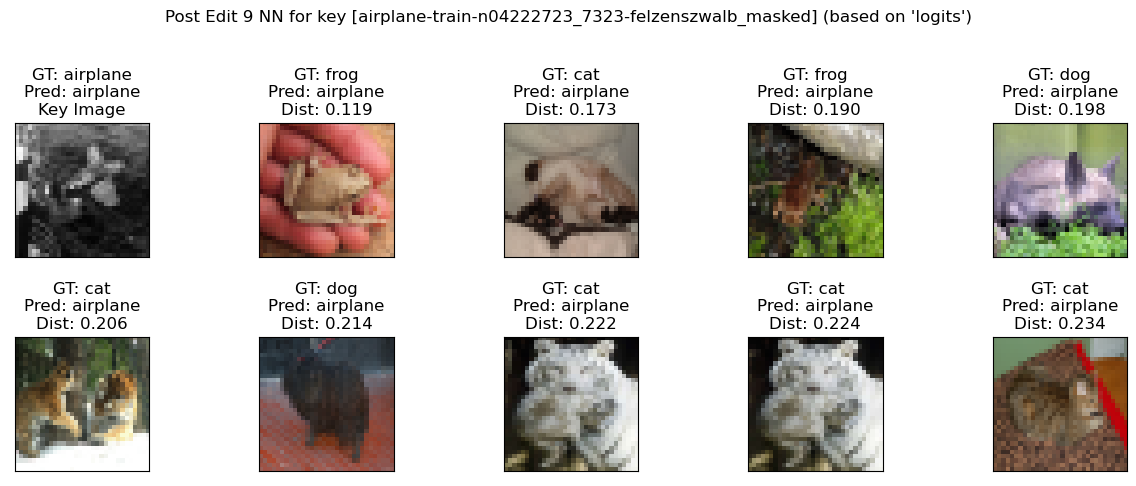 Post Edit 9 NN for key [airplane-train-n04222723_7323-felzenszwalb_masked] (based on 'logits')
GT: airplane
Pred: airplane
Key Image
GT: frog
Pred: airplane
Dist: 0.119
GT: cat
Pred: airplane
Dist: 0.173
GT: frog
Pred: airplane
Dist: 0.190
GT: dog
Pred: airplane
Dist: 0.198
GT: cat
Pred: airplane
Dist: 0.206
GT: dog
Pred: airplane
Dist: 0.214
GT: cat
Pred: airplane
Dist: 0.222
GT: cat
Pred: airplane
Dist: 0.224
GT: cat
Pred: airplane
Dist: 0.234